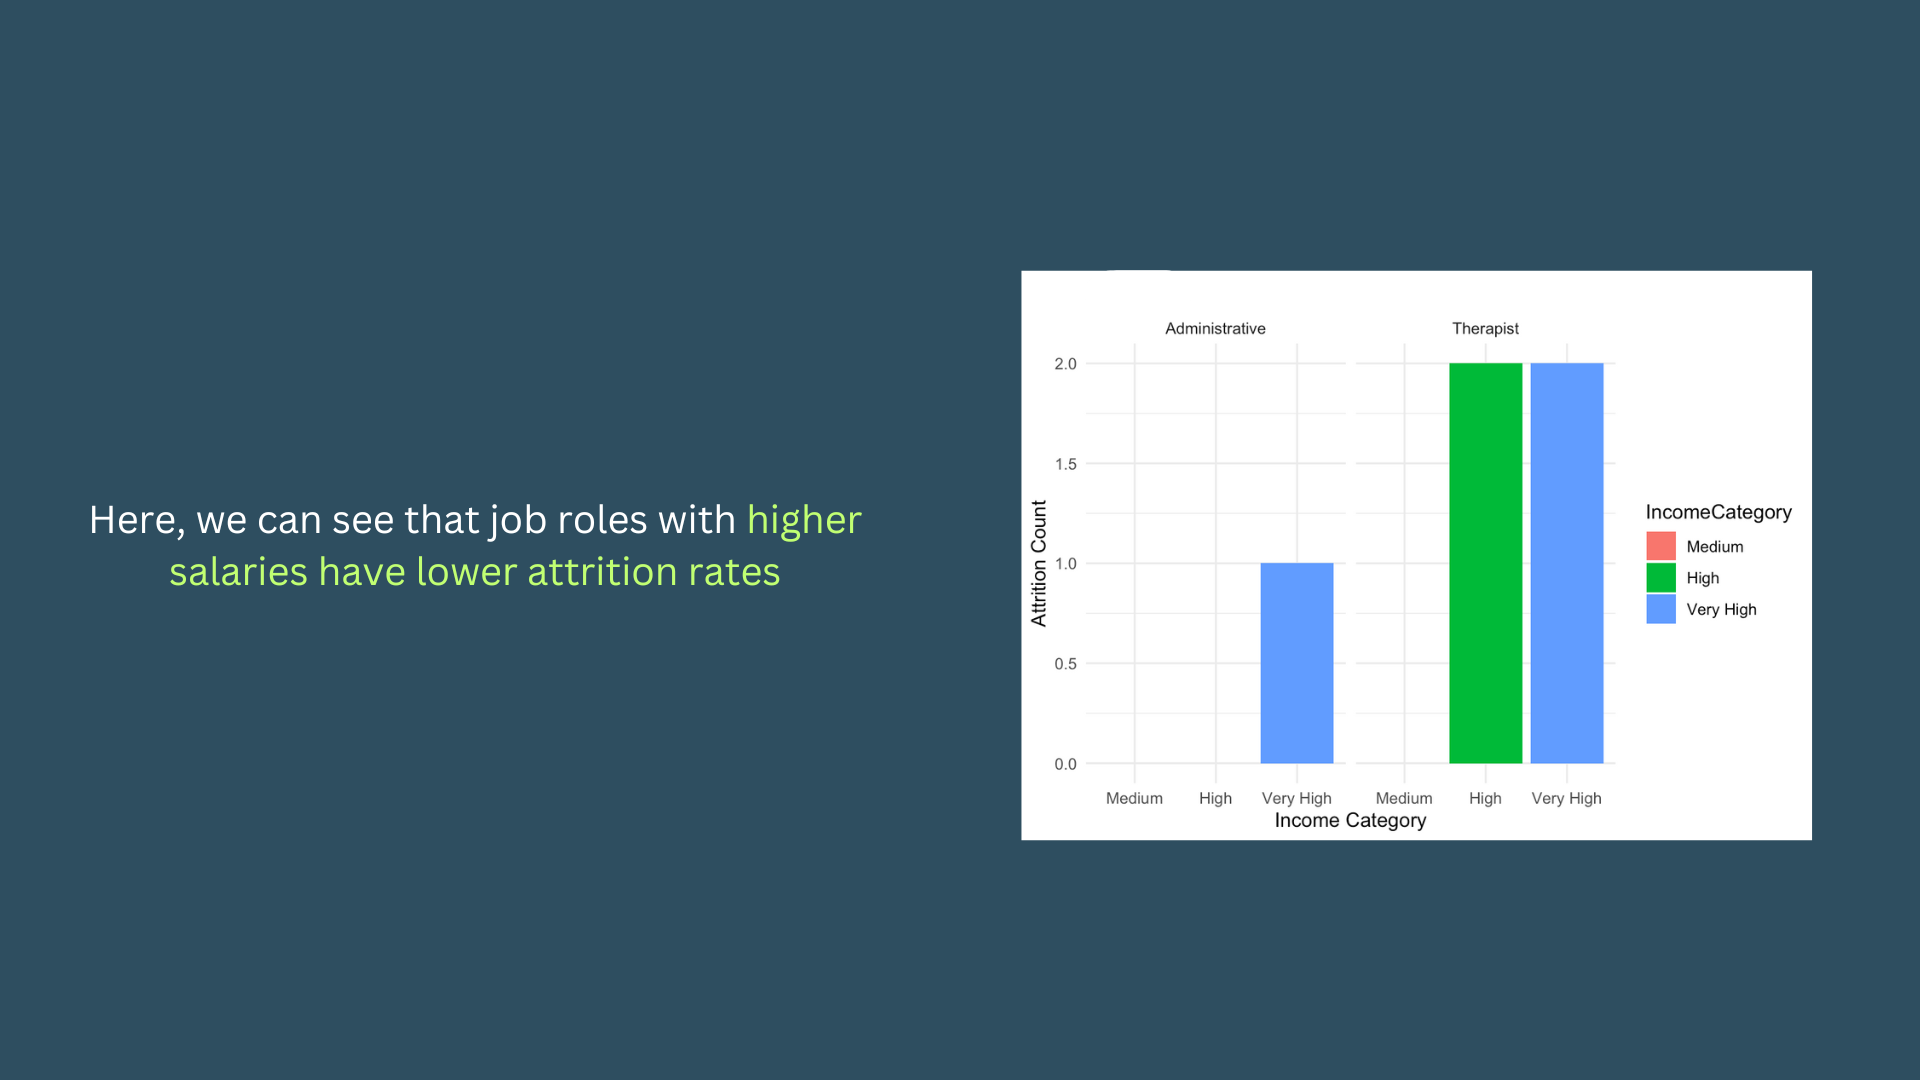 Here, we can see that job roles with higher
salaries have lower attrition rates
Administrative
Therapist
2.0
1.5
1.0
0.5
0.0
Attrition Count
Medium
High
Very High
Medium
High
Very High
Income Category
IncomeCategory
Medium
High
Very High